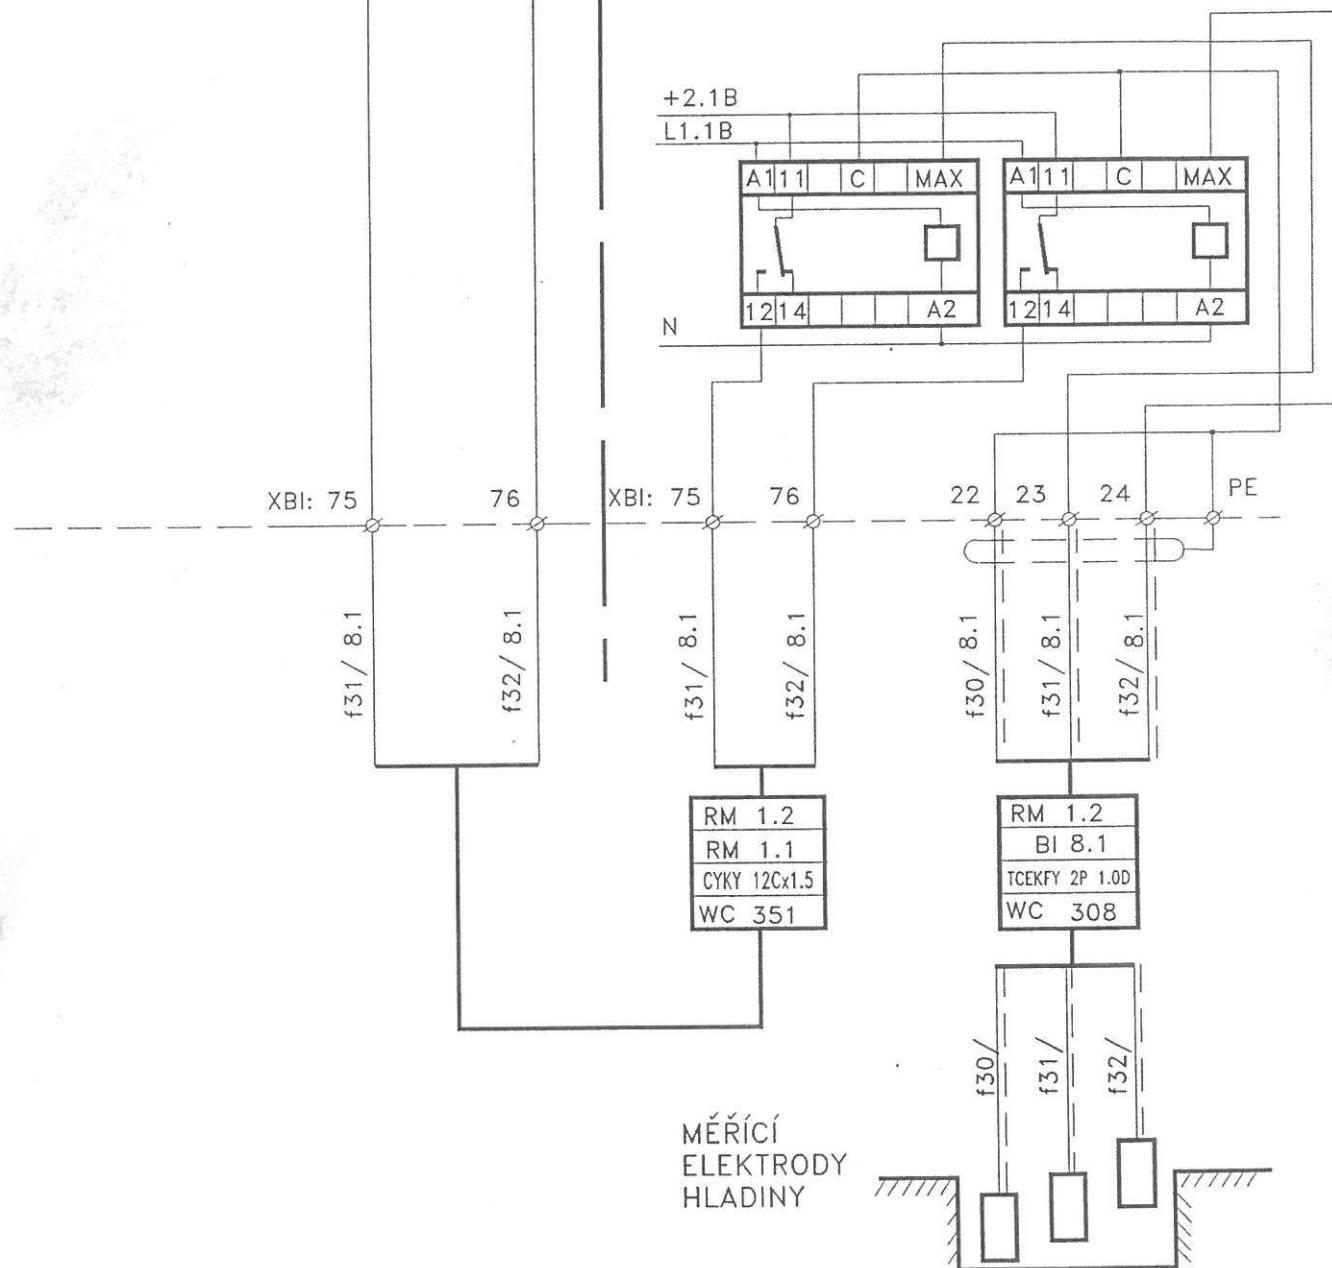 +2.1B
L1.1B
A1 11 C MAX
A1 11 C MAX
12 14 A2
12 14 A2
N
XBI: 75 76
XBI: 75 76
22 23 24 PE
f31/ 8.1
f32/ 8.1
f31/ 8.1
f32/ 8.1
f30/ 8.1
f31/ 8.1
f32/ 8.1
RM 1.2
RM 1.1
CYKY 12Cx1.5
WC 351
RM 1.2
BI 8.1
TCEKFY 2P 1.0D
WC 308
f30/
f31/
f32/
MĚŘÍCÍ
ELEKTRODY
HLADINY